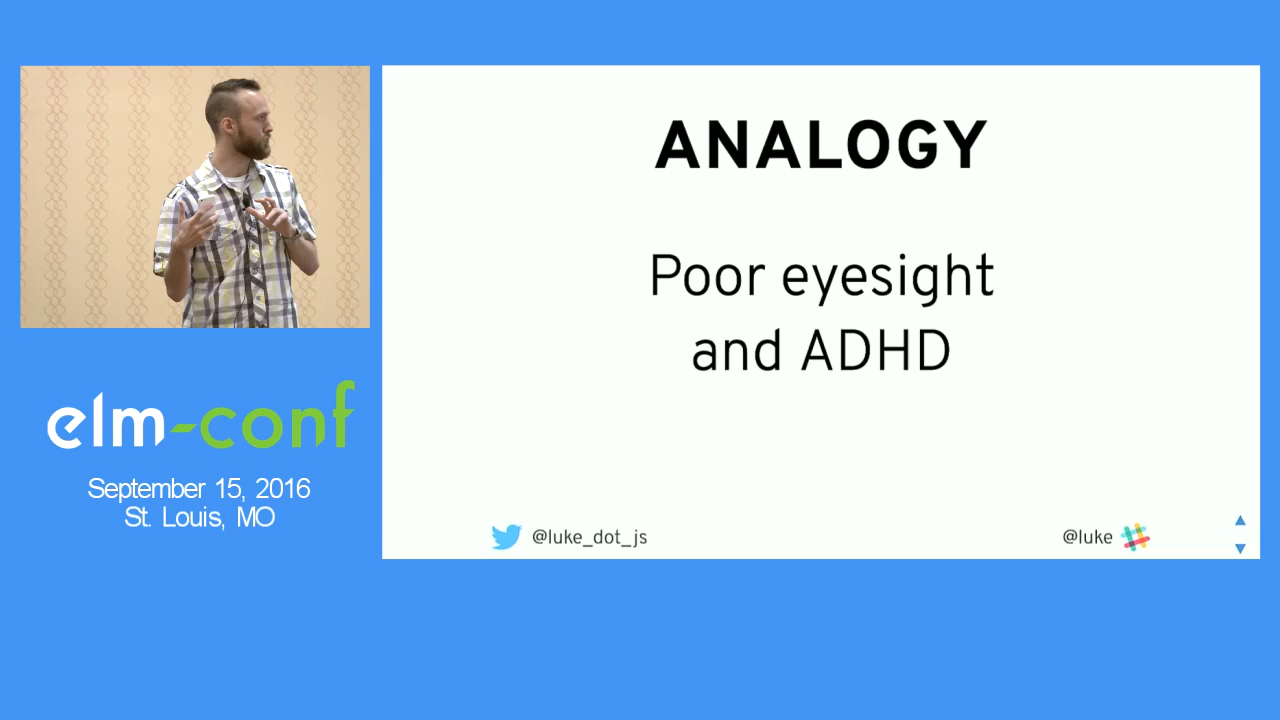 ANALOGY
Poor eyesight
and ADHD
@luke_dot_js
@luke
elm-conf
September 15, 2016
St. Louis, MO